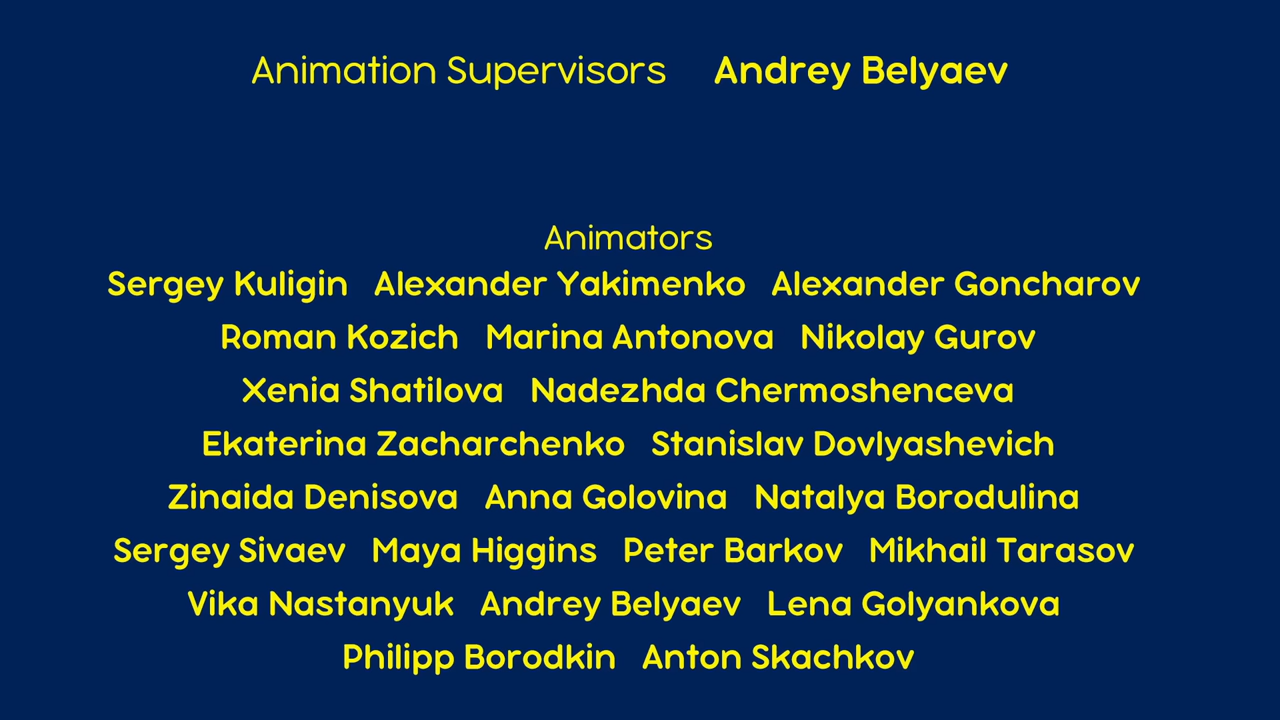 Animation Supervisors Andrey Belyaev
Animators
Sergey Kuligin Alexander Yakimenko Alexander Goncharov
Roman Kozich Marina Antonova Nikolay Gurov
Xenia Shatilova Nadezhda Chermoshenceva
Ekaterina Zacharchenko Stanislav Dovlyashevich
Zinaida Denisova Anna Golovina Natalya Borodulina
Sergey Sivaev Maya Higgins Peter Barkov Mikhail Tarasov
Vika Nastanyuk Andrey Belyaev Lena Golyankova
Philipp Borodkin Anton Skachkov